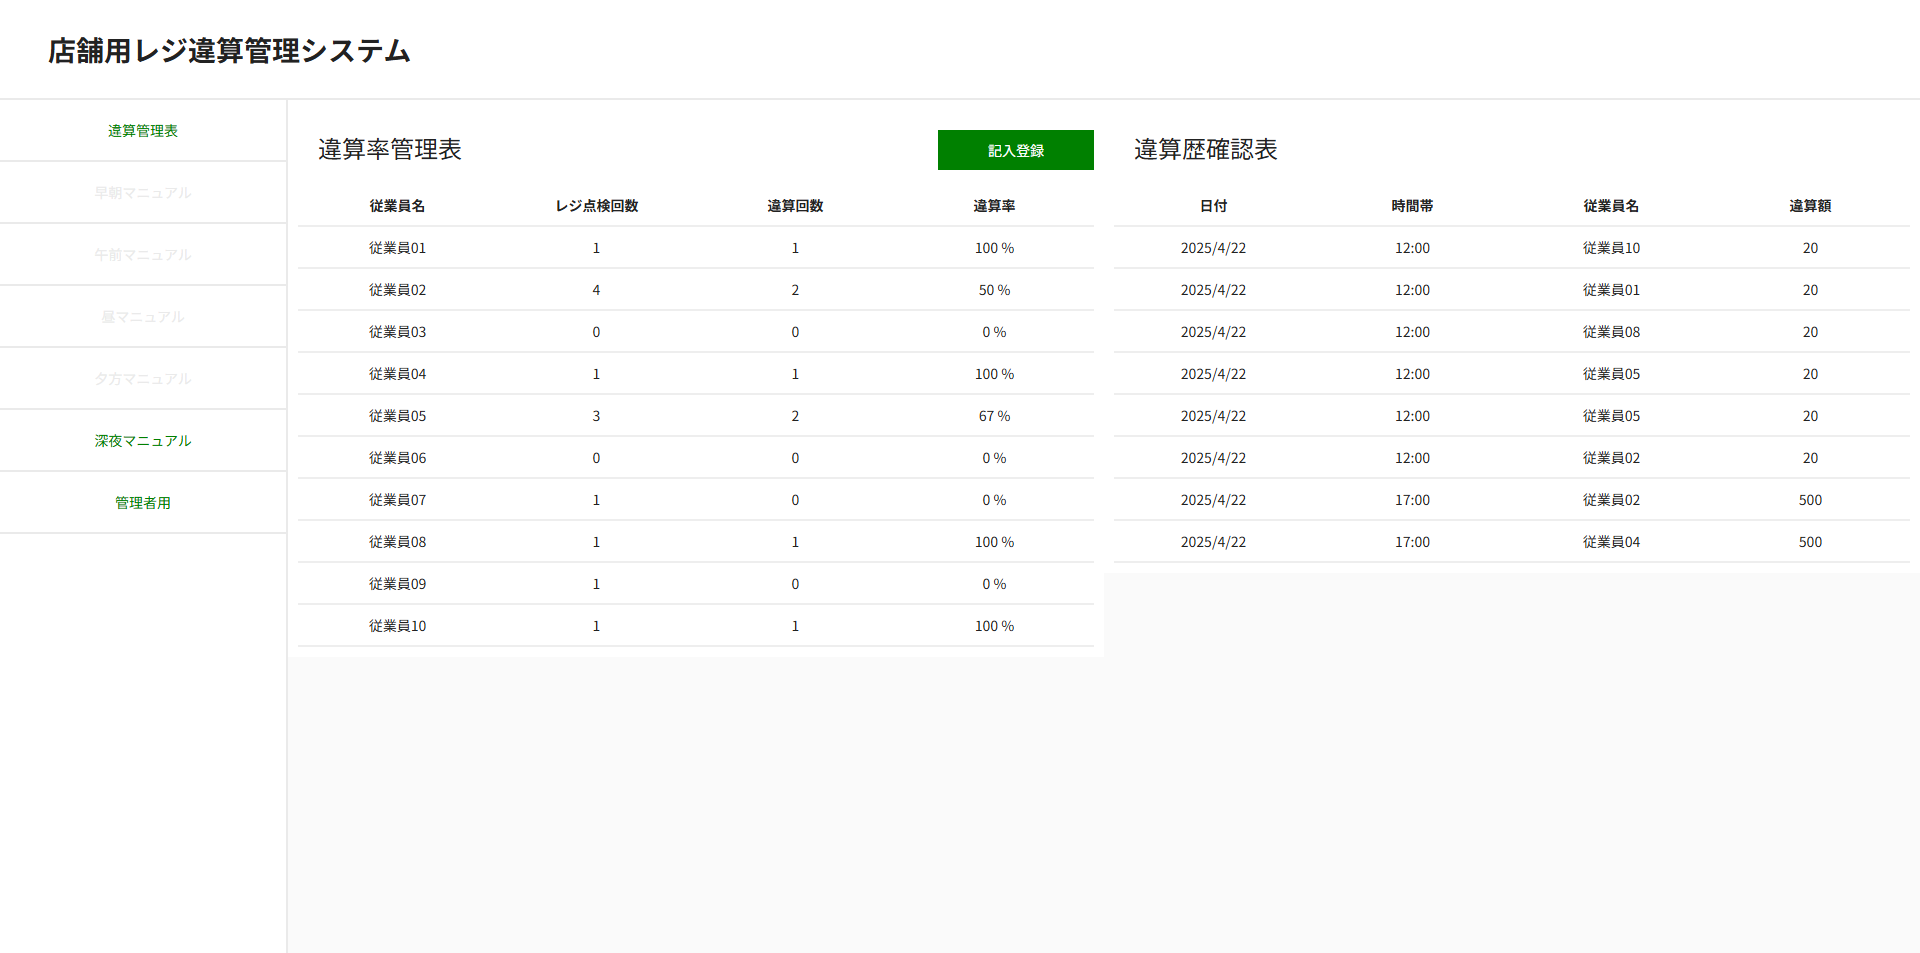 店舗用レジ違算管理システム
違算管理表
早朝マニュアル
午前マニュアル
昼マニュアル
夕方マニュアル
深夜マニュアル
管理者用
違算率管理表
記入登録
従業員名 レジ点検回数 違算回数 違算率
従業員01 1 1 100 %
従業員02 4 2 50 %
従業員03 0 0 0 %
従業員04 1 1 100 %
従業員05 3 2 67 %
従業員06 0 0 0 %
従業員07 1 0 0 %
従業員08 1 1 100 %
従業員09 1 0 0 %
従業員10 1 1 100 %
違算歴確認表
日付 時間帯 従業員名 違算額
2025/4/22 12:00 従業員10 20
2025/4/22 12:00 従業員01 20
2025/4/22 12:00 従業員08 20
2025/4/22 12:00 従業員05 20
2025/4/22 12:00 従業員05 20
2025/4/22 12:00 従業員02 20
2025/4/22 17:00 従業員02 500
2025/4/22 17:00 従業員04 500